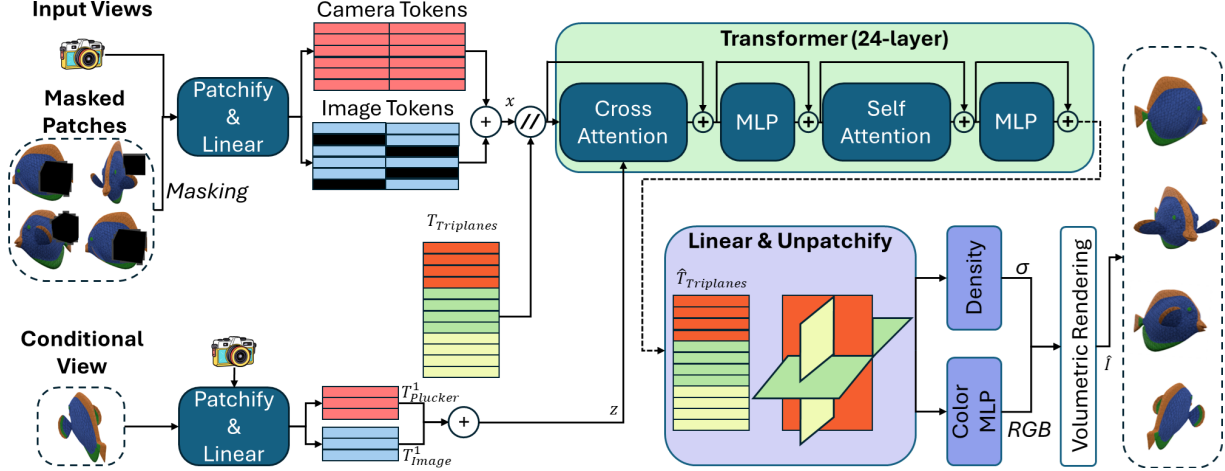 Input Views
Masked
Patches
Masking
Patchify
&
Linear
Camera Tokens
Image Tokens
+
x
//
Transformer (24-layer)
Cross
Attention
+
MLP
+
Self
Attention
+
MLP
+
T_Triplanes
Conditional
View
Patchify
&
Linear
T^1_Plucker
T^1_Image
+
z
Linear & Unpatchify
T̂_Triplanes
Density
σ
Color
MLP
RGB
Volumetric Rendering
Î